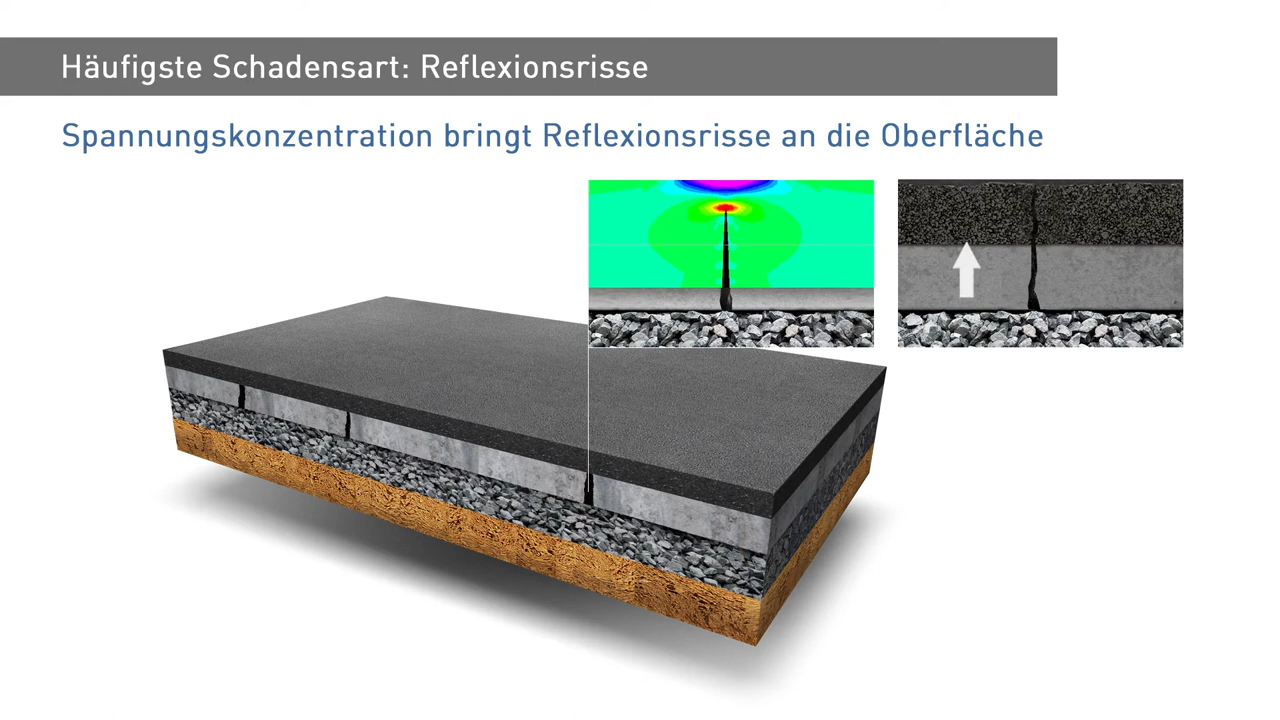 Häufigste Schadensart: Reflexionsrisse
Spannungskonzentration bringt Reflexionsrisse an die Oberfläche